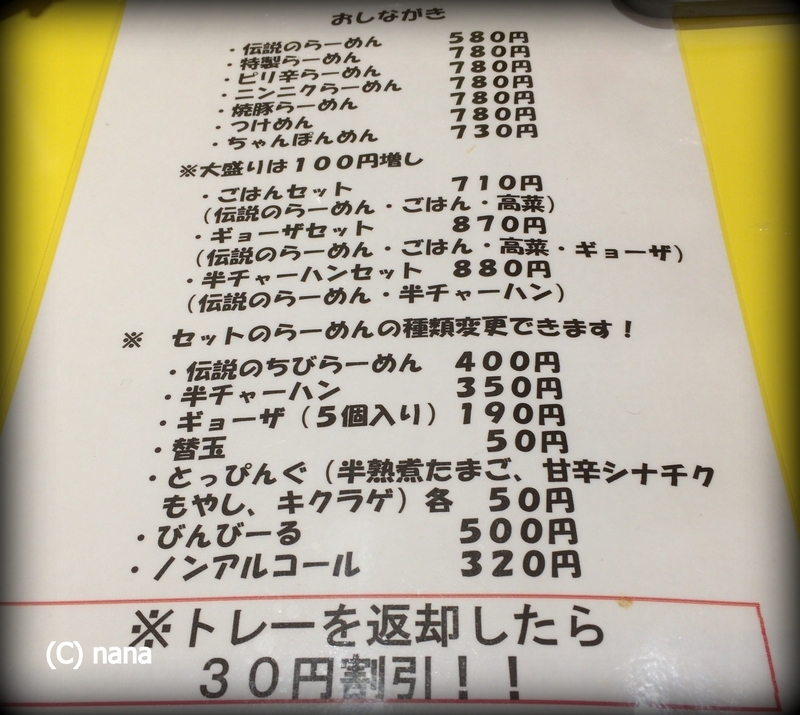 おしながき
・伝説のらーめん ５８０円
・特製らーめん ７８０円
・ピリ辛らーめん ７８０円
・ニンニクらーめん ７８０円
・焼豚らーめん ７８０円
・つけめん ７８０円
・ちゃんぽんめん ７３０円
※大盛りは１００円増し
・ごはんセット ７１０円
（伝説のらーめん・ごはん・高菜）
・ギョーザセット ８７０円
（伝説のらーめん・ごはん・高菜・ギョーザ）
・半チャーハンセット ８８０円
（伝説のらーめん・半チャーハン）
※ セットのらーめんの種類変更できます！
・伝説のちびらーめん ４００円
・半チャーハン ３５０円
・ギョーザ（５個入り）１９０円
・替玉 ５０円
・とっぴんぐ（半熟煮たまご、甘辛シナチク
もやし、キクラゲ）各 ５０円
・びんびーる ５００円
・ノンアルコール ３２０円
※トレーを返却したら
３０円割引！！
(C) nana